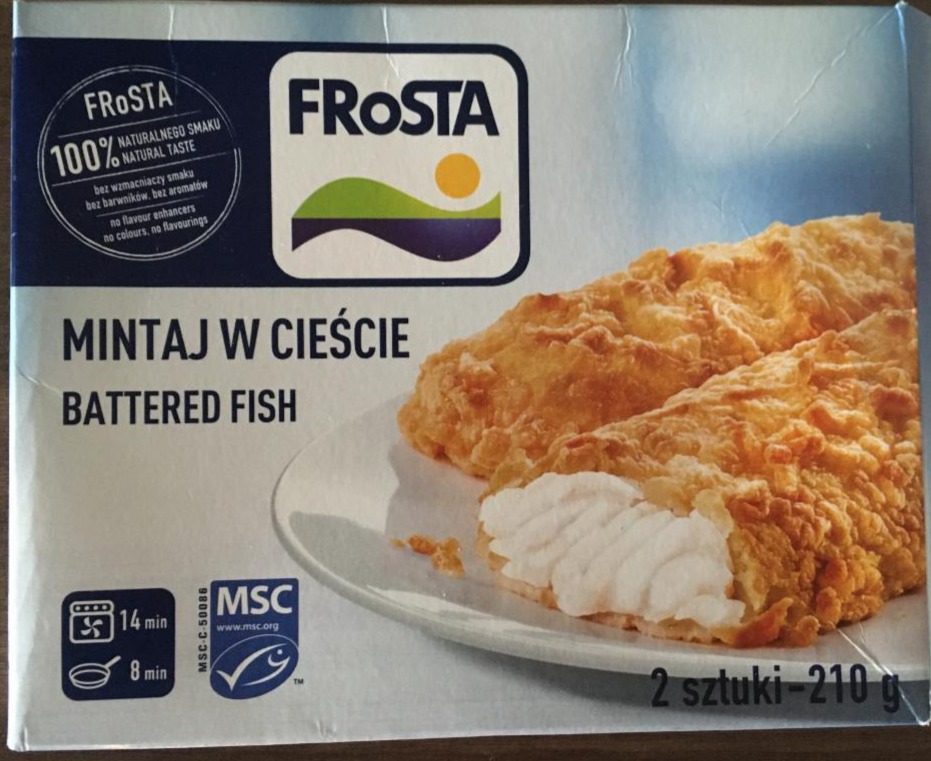 FRoSTA
100% NATURALNEGO SMAKU
NATURAL TASTE
bez wzmacniaczy smaku
bez barwników, bez aromatów
no flavour enhancers
no colours, no flavourings
FRoSTA
MINTAJ W CIEŚCIE
BATTERED FISH
14 min
8 min
MSC-C-50086
MSC
www.msc.org
TM
2 sztuki-210 g